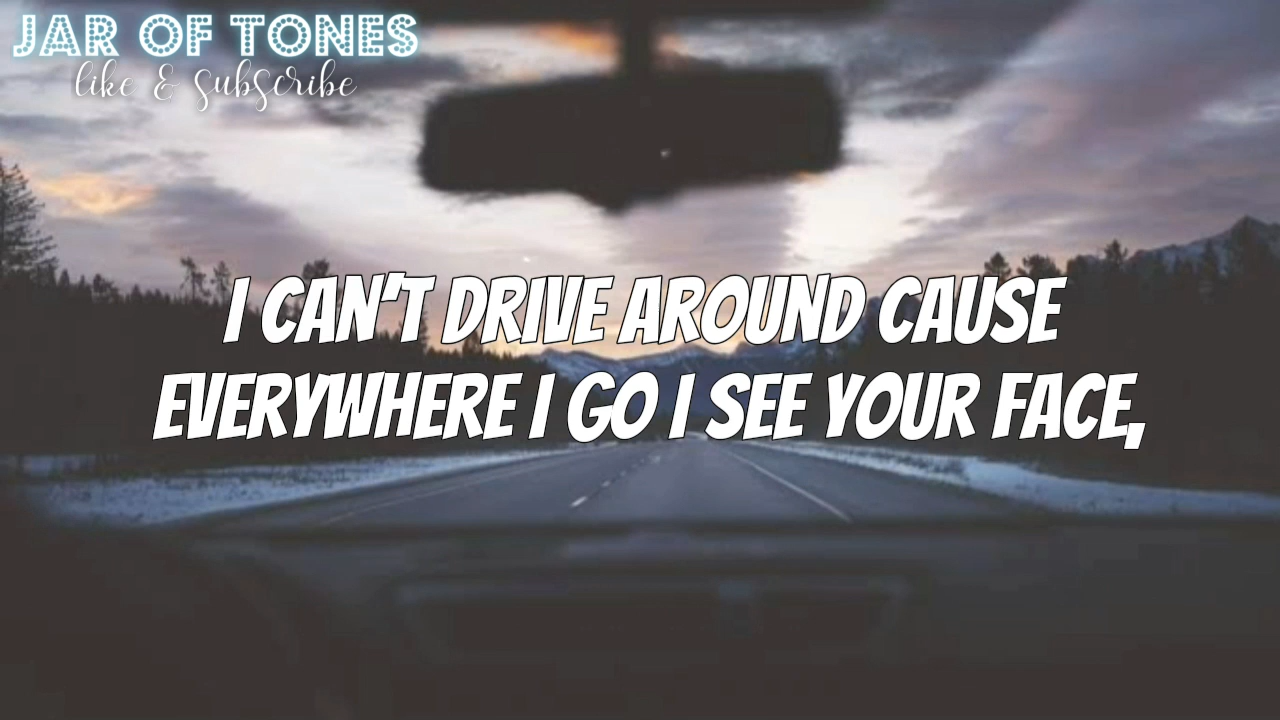 JAR OF TONES
like & subscribe
I CAN'T DRIVE AROUND CAUSE
EVERYWHERE I GO I SEE YOUR FACE,